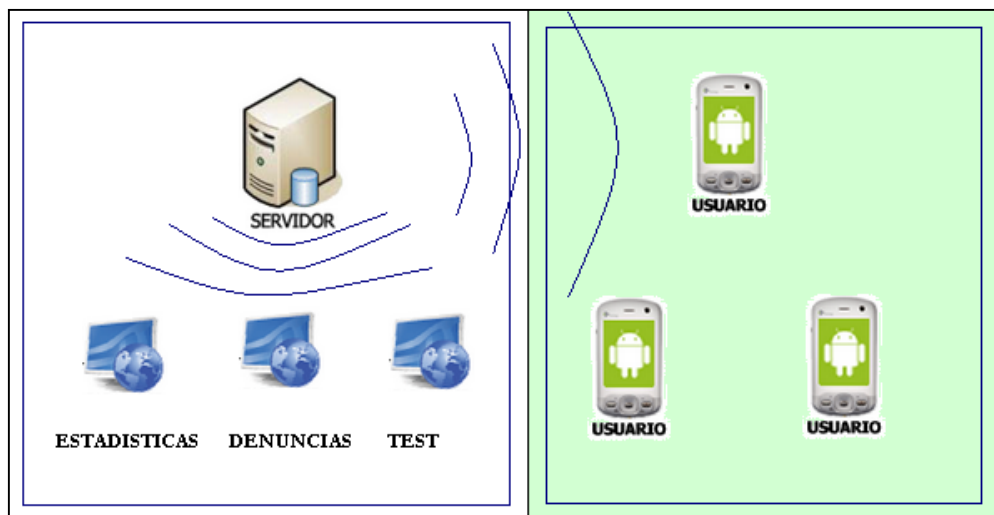 SERVIDOR
ESTADISTICAS
DENUNCIAS
TEST
USUARIO
USUARIO
USUARIO